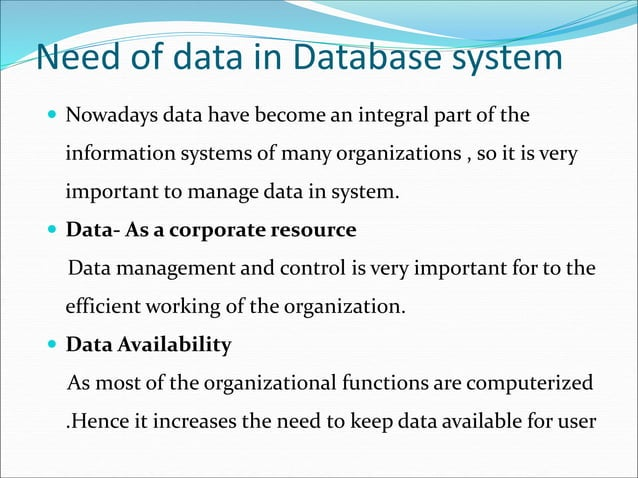 Need of data in Database system
• Nowadays data have become an integral part of the
information systems of many organizations , so it is very
important to manage data in system.
• Data- As a corporate resource
Data management and control is very important for to the
efficient working of the organization.
• Data Availability
As most of the organizational functions are computerized
.Hence it increases the need to keep data available for user